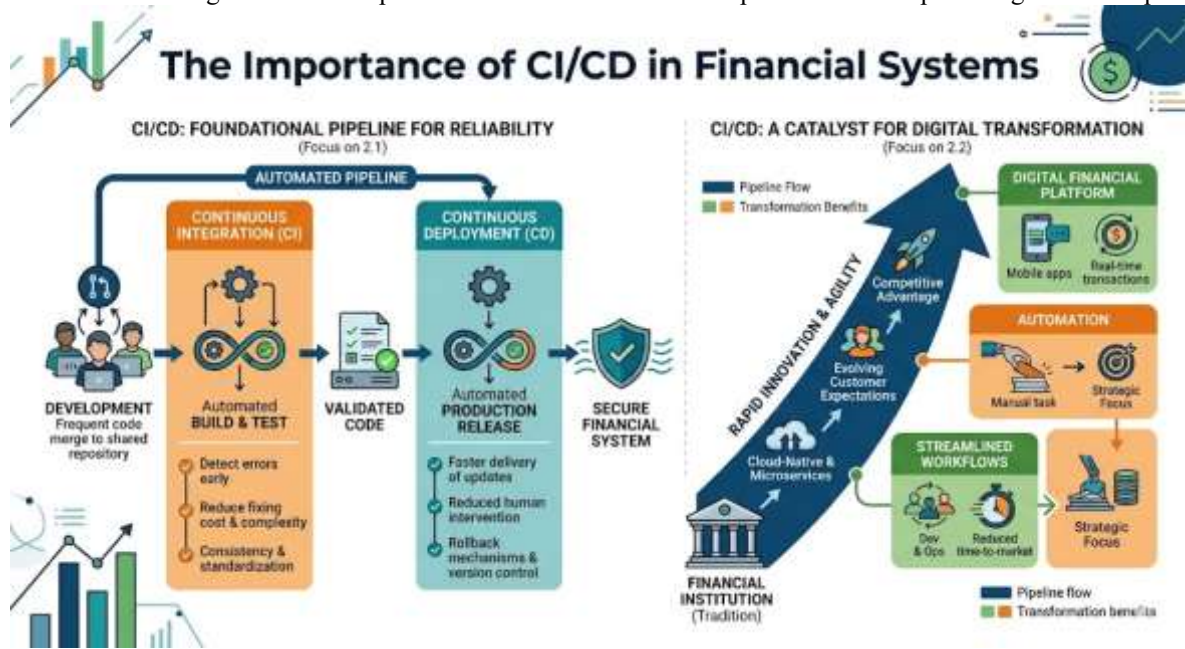 The Importance of CI/CD in Financial Systems
CI/CD: FOUNDATIONAL PIPELINE FOR RELIABILITY
(Focus on 2.1)
AUTOMATED PIPELINE
CONTINUOUS
INTEGRATION (CI)
Automated
BUILD & TEST
Detect errors
early
Reduce fixing
cost & complexity
Consistency &
standardization
DEVELOPMENT
Frequent code
merge to shared
repository
VALIDATED
CODE
CONTINUOUS
DEPLOYMENT (CD)
Automated
PRODUCTION
RELEASE
Faster delivery
of updates
Reduced human
intervention
Rollback
mechanisms &
version control
SECURE
FINANCIAL
SYSTEM
CI/CD: A CATALYST FOR DIGITAL TRANSFORMATION
(Focus on 2.2)
Pipeline Flow
Transformation Benefits
RAPID INNOVATION & AGILITY
Competitive
Advantage
Evolving
Customer
Expectations
Cloud-Native &
Microservices
FINANCIAL
INSTITUTION
(Tradition)
DIGITAL FINANCIAL
PLATFORM
Mobile apps
Real-time
transactions
$
$
AUTOMATION
Manual task
Strategic
Focus
STREAMLINED
WORKFLOWS
Dev
& Ops
Reduced
time-to-market
Strategic
Focus
Pipeline flow
Transformation benefits